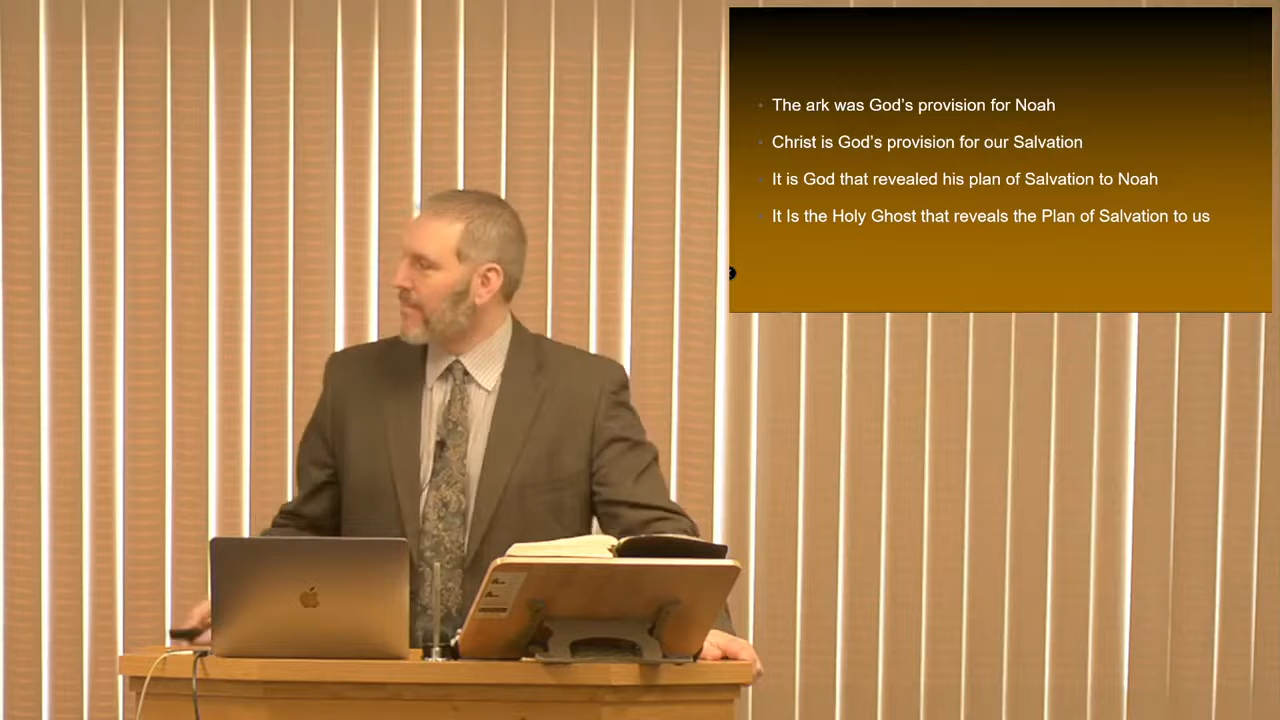 The ark was God’s provision for Noah
Christ is God’s provision for our Salvation
It is God that revealed his plan of Salvation to Noah
It Is the Holy Ghost that reveals the Plan of Salvation to us